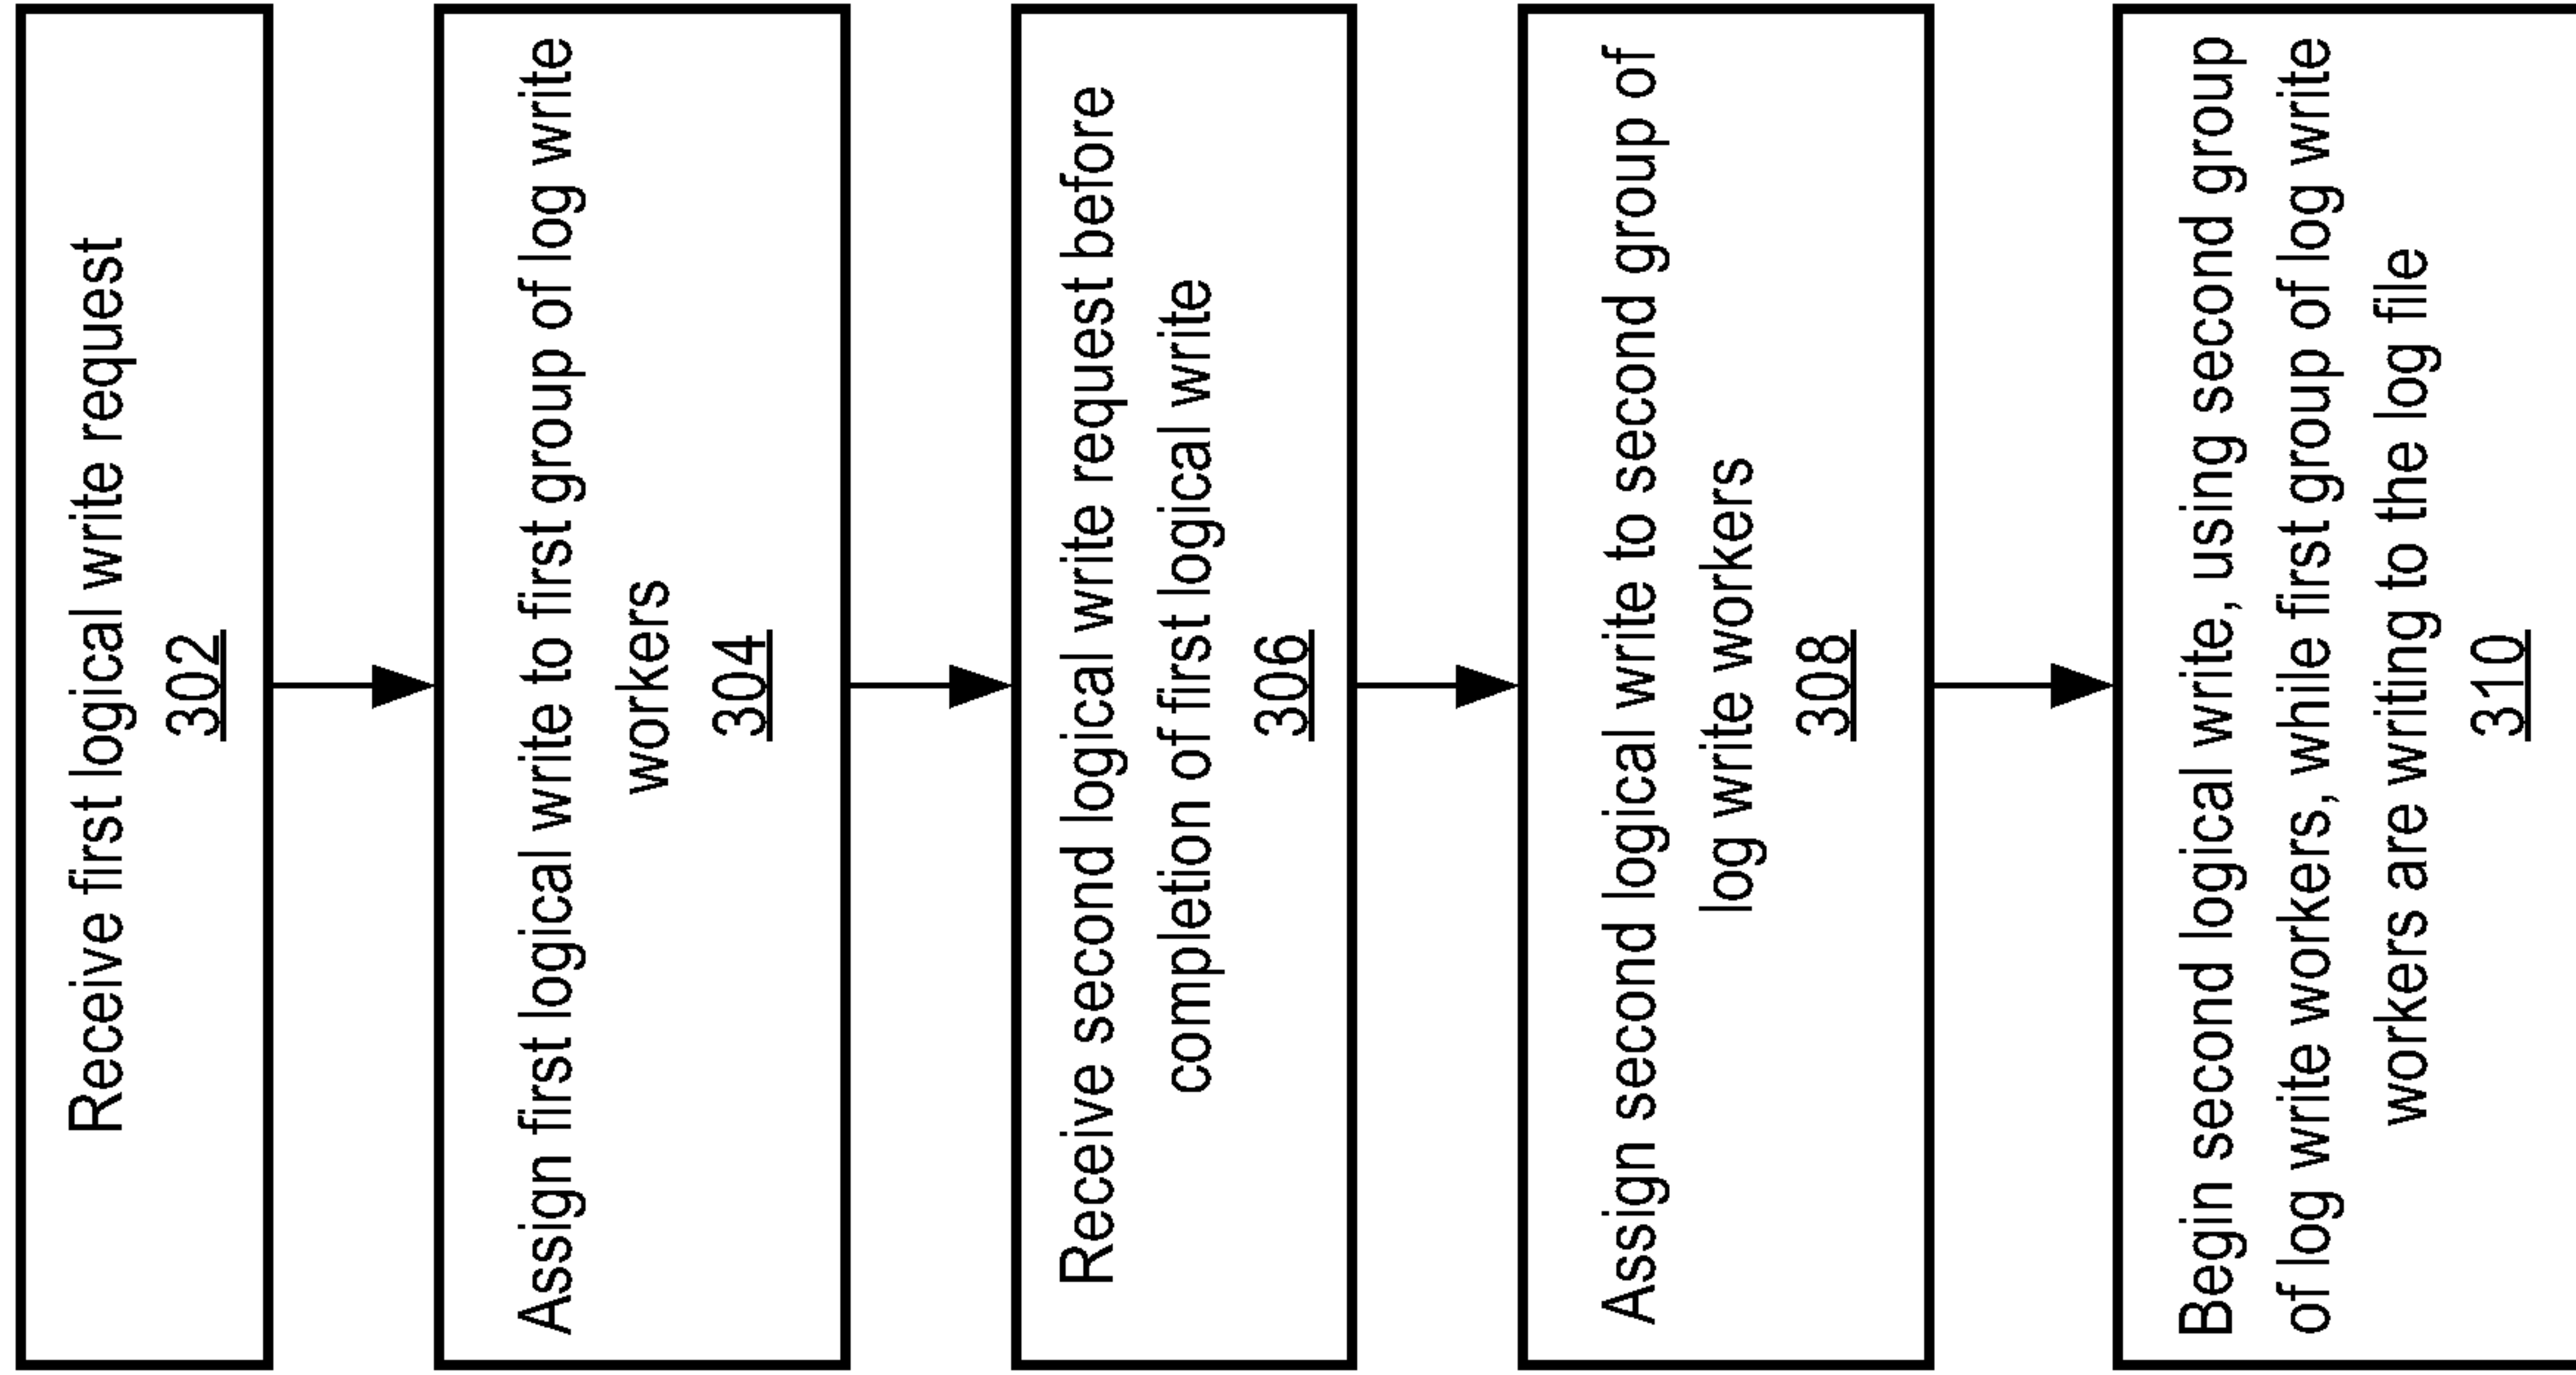 Receive first logical write request
302
Assign first logical write to first group of log write
workers
304
Receive second logical write request before
completion of first logical write
306
Assign second logical write to second group of
log write workers
308
Begin second logical write, using second group
of log write workers, while first group of log write
workers are writing to the log file
310